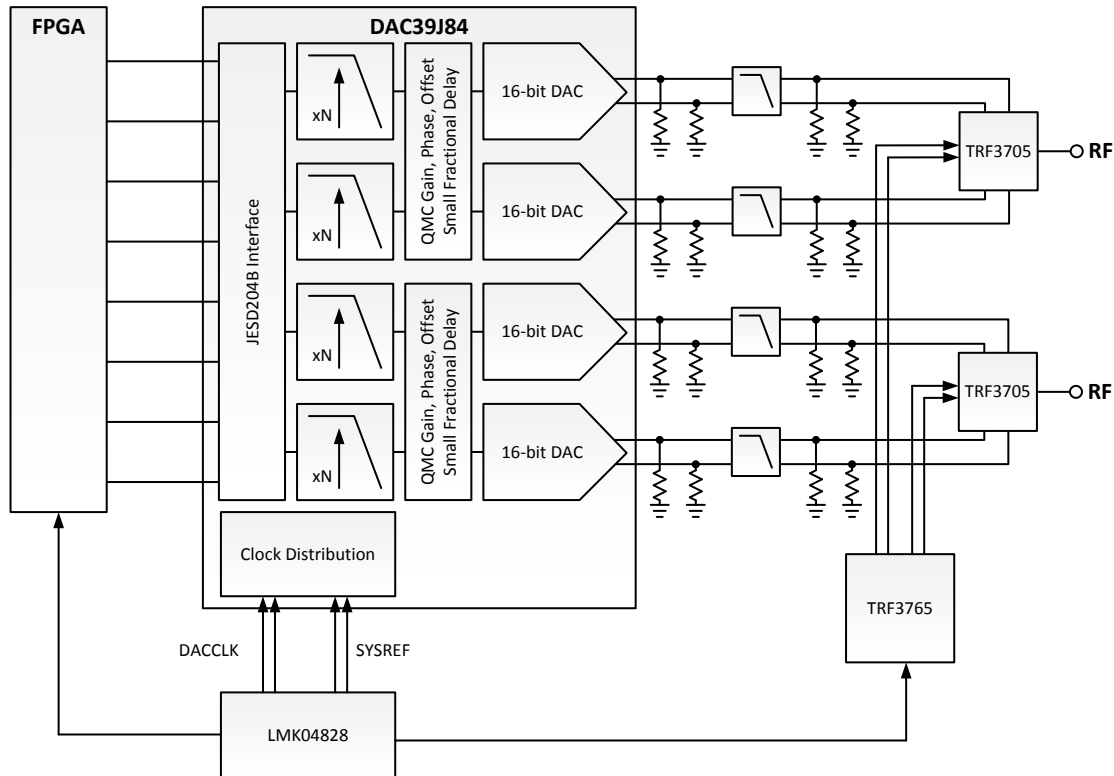 FPGA
DAC39J84
JESD204B Interface
xN
xN
xN
xN
QMC Gain, Phase, Offset
Small Fractional Delay
QMC Gain, Phase, Offset
Small Fractional Delay
16-bit DAC
16-bit DAC
16-bit DAC
16-bit DAC
TRF3705
RF
TRF3705
RF
Clock Distribution
TRF3765
DACCLK
SYSREF
LMK04828